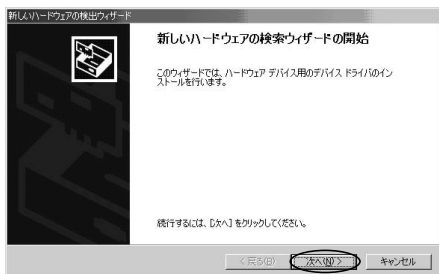 新しいハードウェアの検出ウィザード
新しいハードウェアの検索ウィザードの開始
このウィザードでは、ハードウェア デバイス用のデバイス ドライバのイン
ストールを行います。
続行するには、[次へ] をクリックしてください。
< 戻る(B)
次へ(N) >
キャンセル